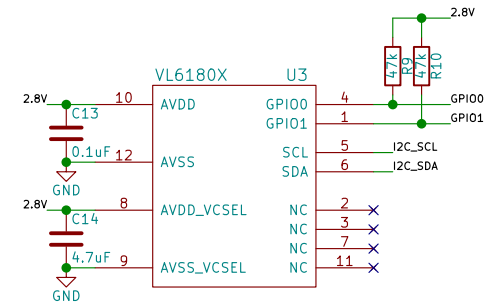 2.8V
47k
R9
47k
R10
VL6180X
U3
2.8V
10
AVDD
GPIO0
4
GPIO0
C13
GPIO1
1
GPIO1
0.1uF
12
AVSS
SCL
5
I2C_SCL
GND
SDA
6
I2C_SDA
2.8V
8
AVDD_VCSEL
NC
2
C14
NC
3
4.7uF
NC
7
9
AVSS_VCSEL
NC
11
GND